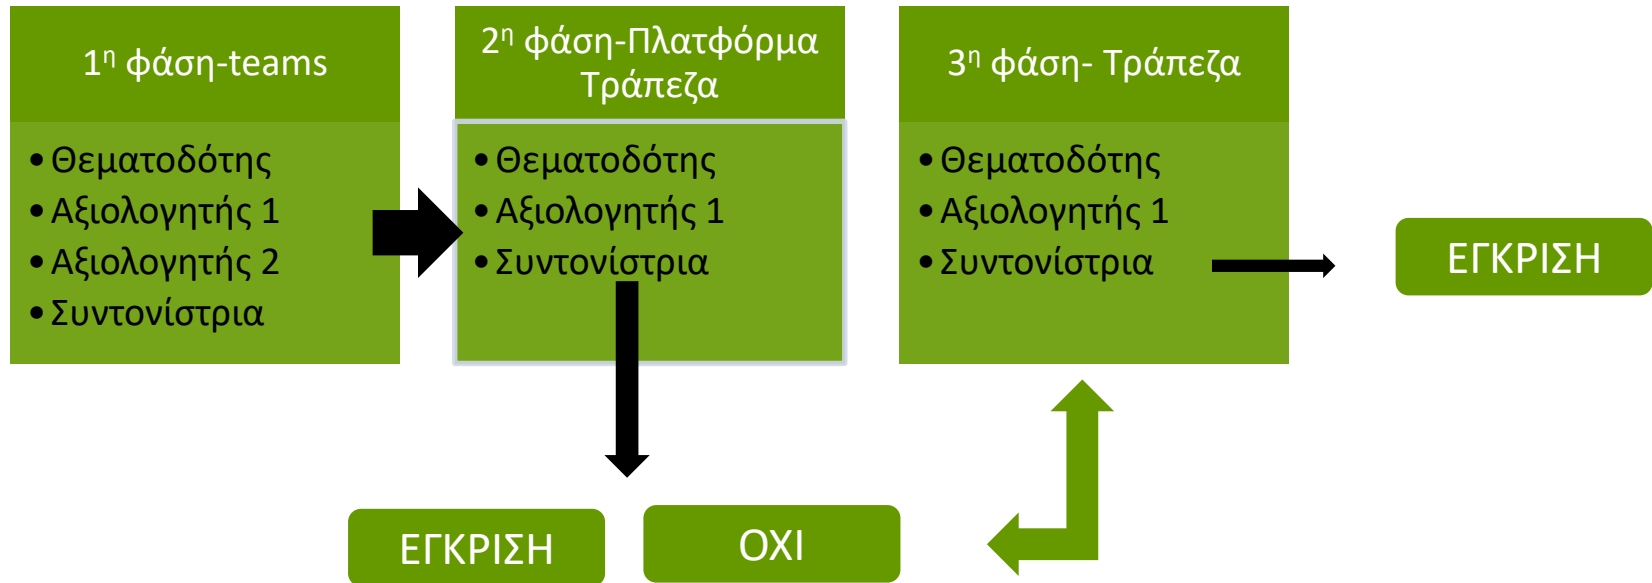 1η φάση-teams
• Θεματοδότης
• Αξιολογητής 1
• Αξιολογητής 2
• Συντονίστρια
2η φάση-Πλατφόρμα
Τράπεζα
• Θεματοδότης
• Αξιολογητής 1
• Συντονίστρια
3η φάση- Τράπεζα
• Θεματοδότης
• Αξιολογητής 1
• Συντονίστρια
ΕΓΚΡΙΣΗ
ΕΓΚΡΙΣΗ
ΟΧΙ